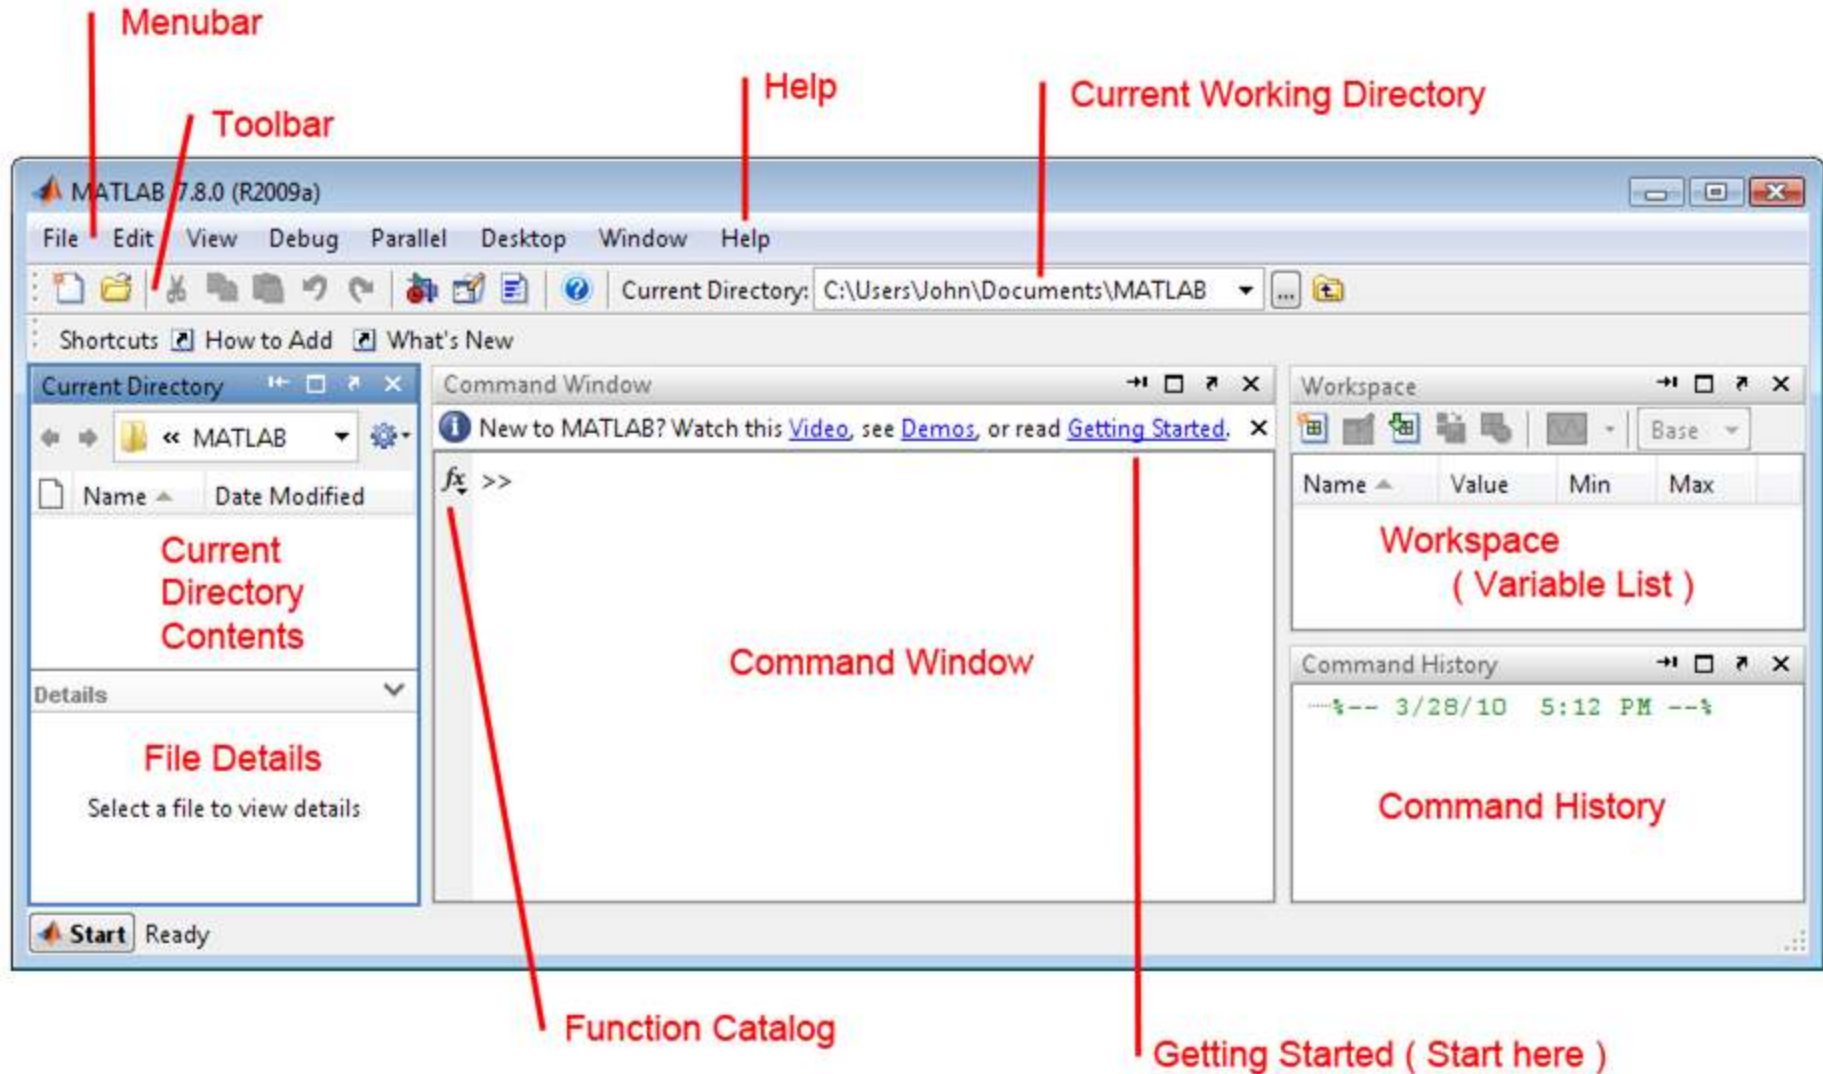 Menubar
Help
Current Working Directory
Toolbar
MATLAB 7.8.0 (R2009a)
File Edit View Debug Parallel Desktop Window Help
Current Directory: C:\Users\John\Documents\MATLAB ...
Shortcuts How to Add What's New
Current Directory
« MATLAB
Name Date Modified
Current
Directory
Contents
Details
File Details
Select a file to view details
Command Window
New to MATLAB? Watch this Video, see Demos, or read Getting Started.
fx >>
Command Window
Workspace
Base
Name Value Min Max
Workspace
( Variable List )
Command History
%-- 3/28/10 5:12 PM --%
Command History
Start Ready
Function Catalog
Getting Started ( Start here )